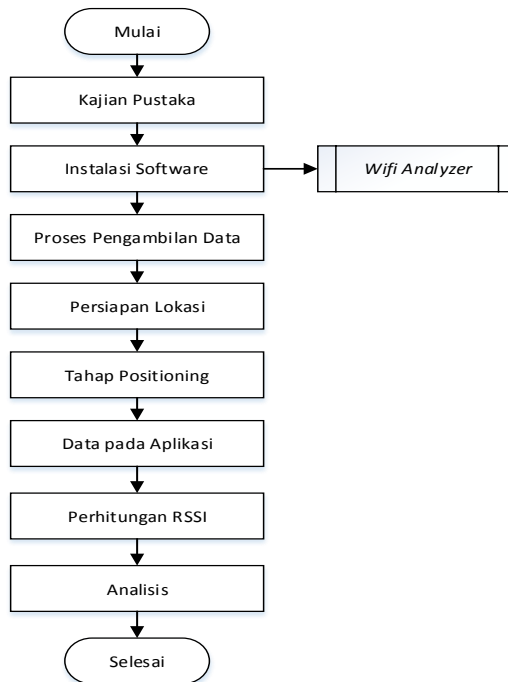 Mulai
Kajian Pustaka
Instalasi Software
Wifi Analyzer
Proses Pengambilan Data
Persiapan Lokasi
Tahap Positioning
Data pada Aplikasi
Perhitungan RSSI
Analisis
Selesai